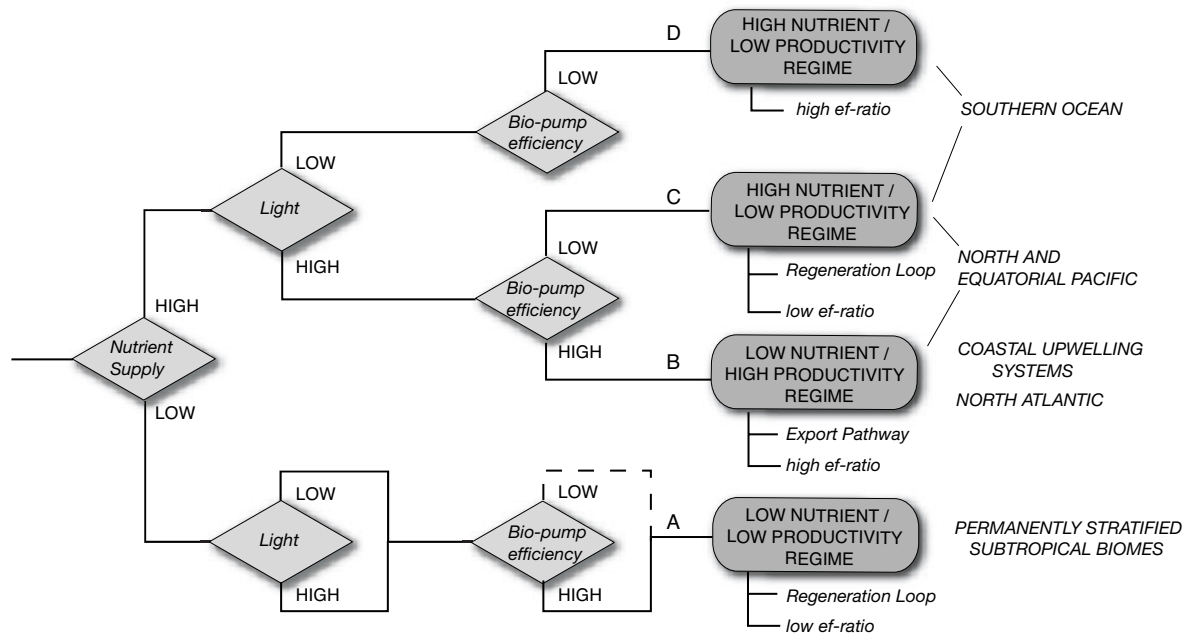 D
HIGH NUTRIENT /
LOW PRODUCTIVITY
REGIME
LOW
high ef-ratio
SOUTHERN OCEAN
Bio-pump
efficiency
LOW
Light
C
HIGH NUTRIENT /
LOW PRODUCTIVITY
REGIME
LOW
HIGH
Regeneration Loop
NORTH AND
EQUATORIAL PACIFIC
Bio-pump
efficiency
low ef-ratio
HIGH
Nutrient
Supply
HIGH
B
LOW NUTRIENT /
HIGH PRODUCTIVITY
REGIME
COASTAL UPWELLING
SYSTEMS
NORTH ATLANTIC
LOW
Export Pathway
high ef-ratio
LOW
LOW
Light
Bio-pump
efficiency
A
LOW NUTRIENT /
LOW PRODUCTIVITY
REGIME
PERMANENTLY STRATIFIED
SUBTROPICAL BIOMES
HIGH
HIGH
Regeneration Loop
low ef-ratio